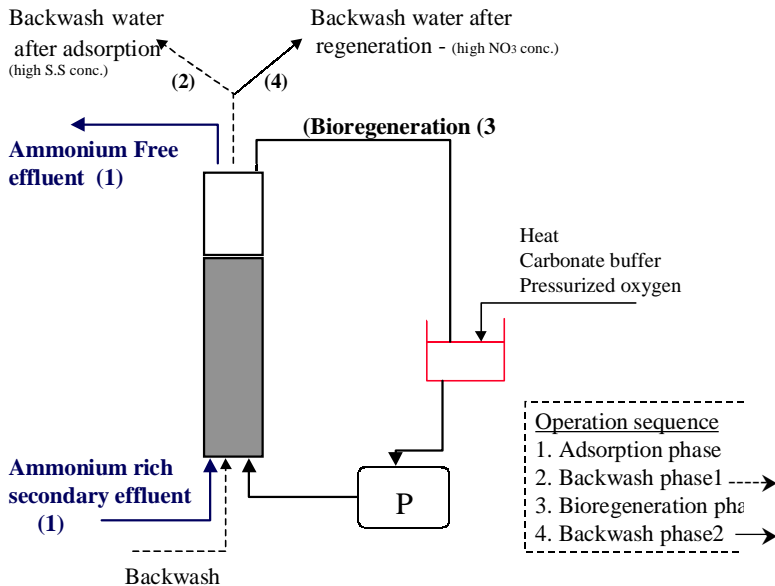 Backwash water
after adsorption
(high S.S conc.)
Backwash water after
regeneration - (high NO3 conc.)
(2)
(4)
(Bioregeneration (3
Ammonium Free
effluent (1)
Heat
Carbonate buffer
Pressurized oxygen
Ammonium rich
secondary effluent
(1)
P
Backwash
Operation sequence
1. Adsorption phase
2. Backwash phase1
3. Bioregeneration pha
4. Backwash phase2